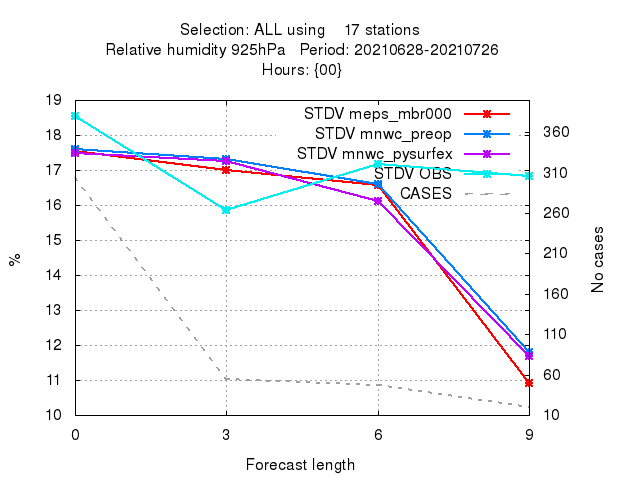 Selection: ALL using    17 stations
Relative humidity 925hPa   Period: 20210628-20210726
Hours: {00}
STDV meps_mbr000
STDV mnwc_preop
STDV mnwc_pysurfex
STDV OBS
CASES
19
18
17
16
15
14
13
12
11
10
%
360
310
260
210
160
110
60
10
No cases
0 3 6 9
Forecast length